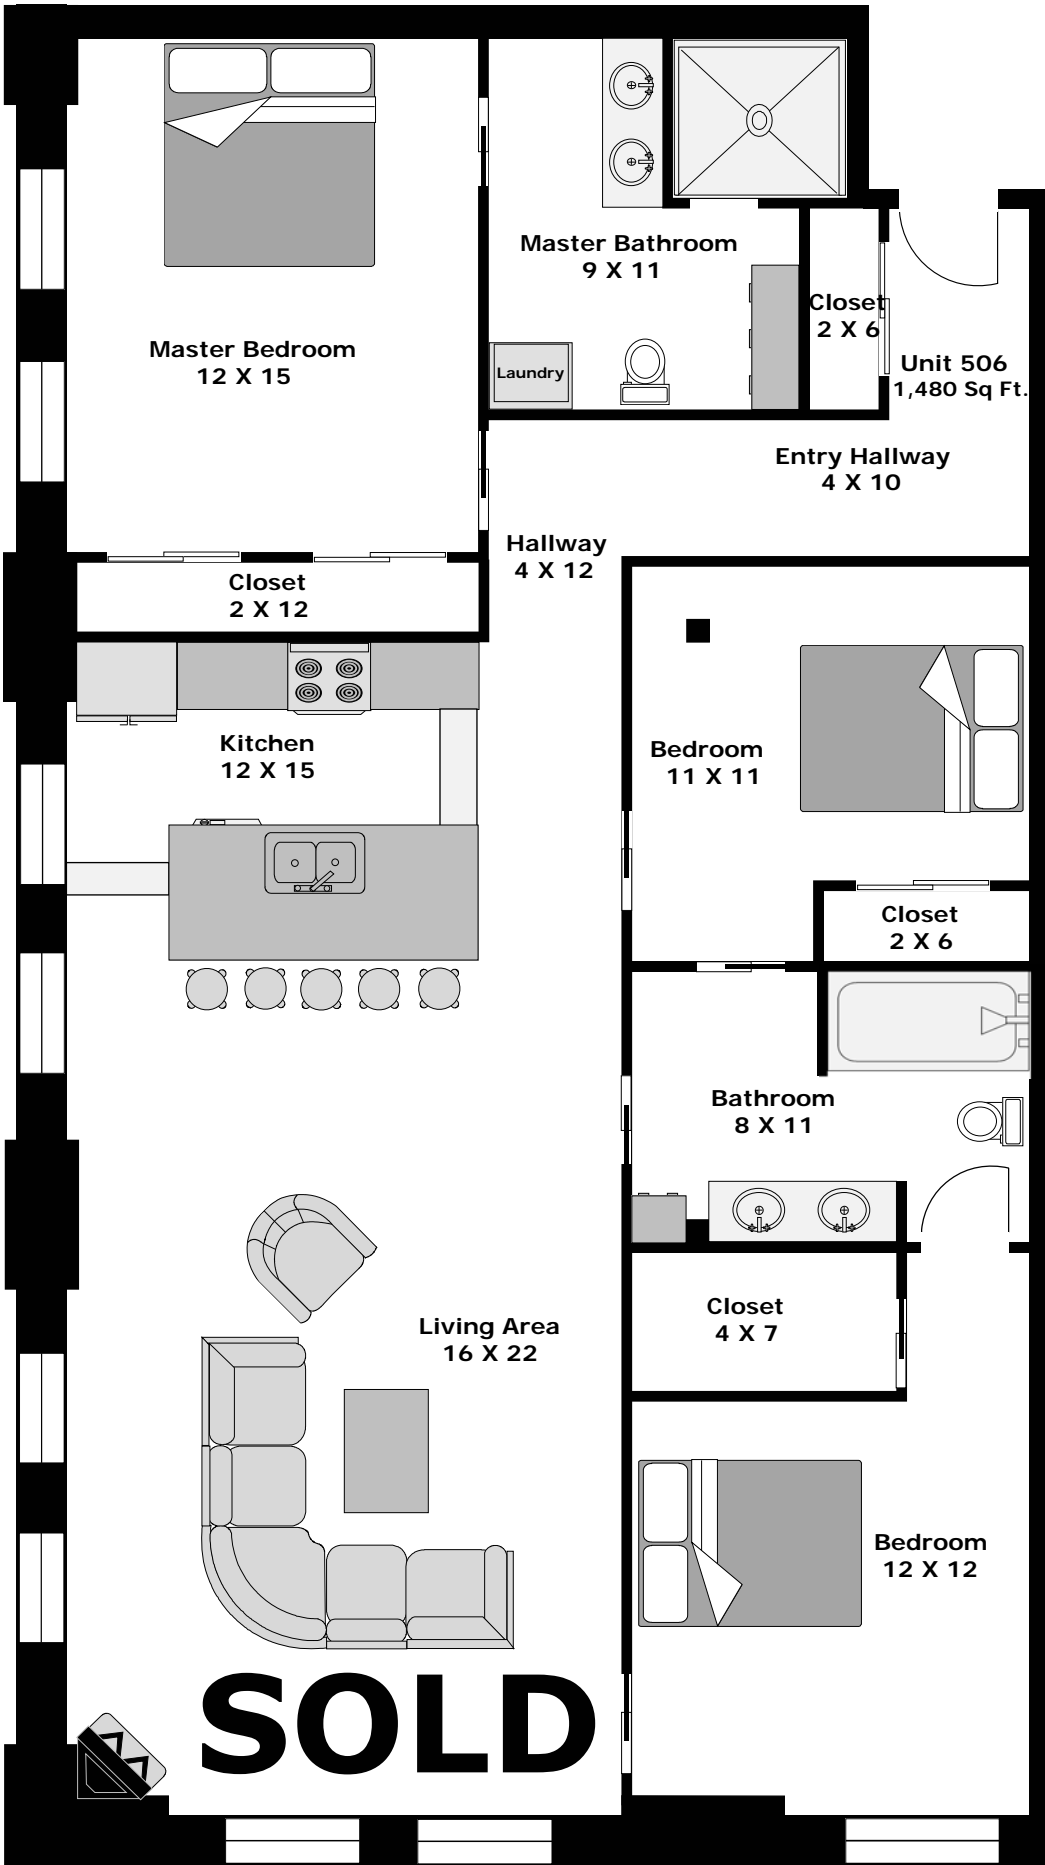 Master Bathroom
9 X 11
Closet
2 X 6
Master Bedroom
12 X 15
Laundry
Unit 506
1,480 Sq Ft.
Entry Hallway
4 X 10
Hallway
4 X 12
Closet
2 X 12
Kitchen
12 X 15
Bedroom
11 X 11
Closet
2 X 6
Bathroom
8 X 11
Closet
4 X 7
Living Area
16 X 22
Bedroom
12 X 12
SOLD